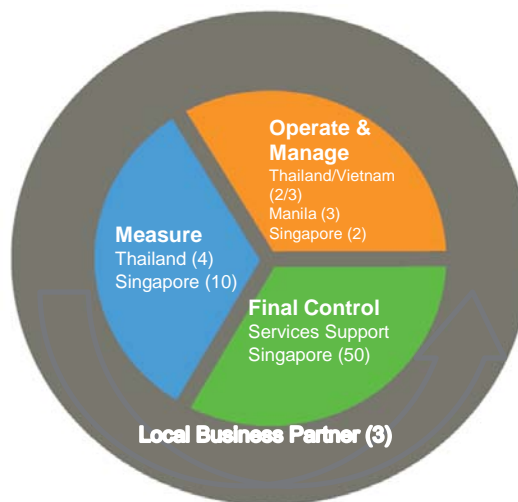 Operate &
Manage
Thailand/Vietnam
(2/3)
Manila (3)
Singapore (2)
Measure
Thailand (4)
Singapore (10)
Final Control
Services Support
Singapore (50)
Local Business Partner (3)